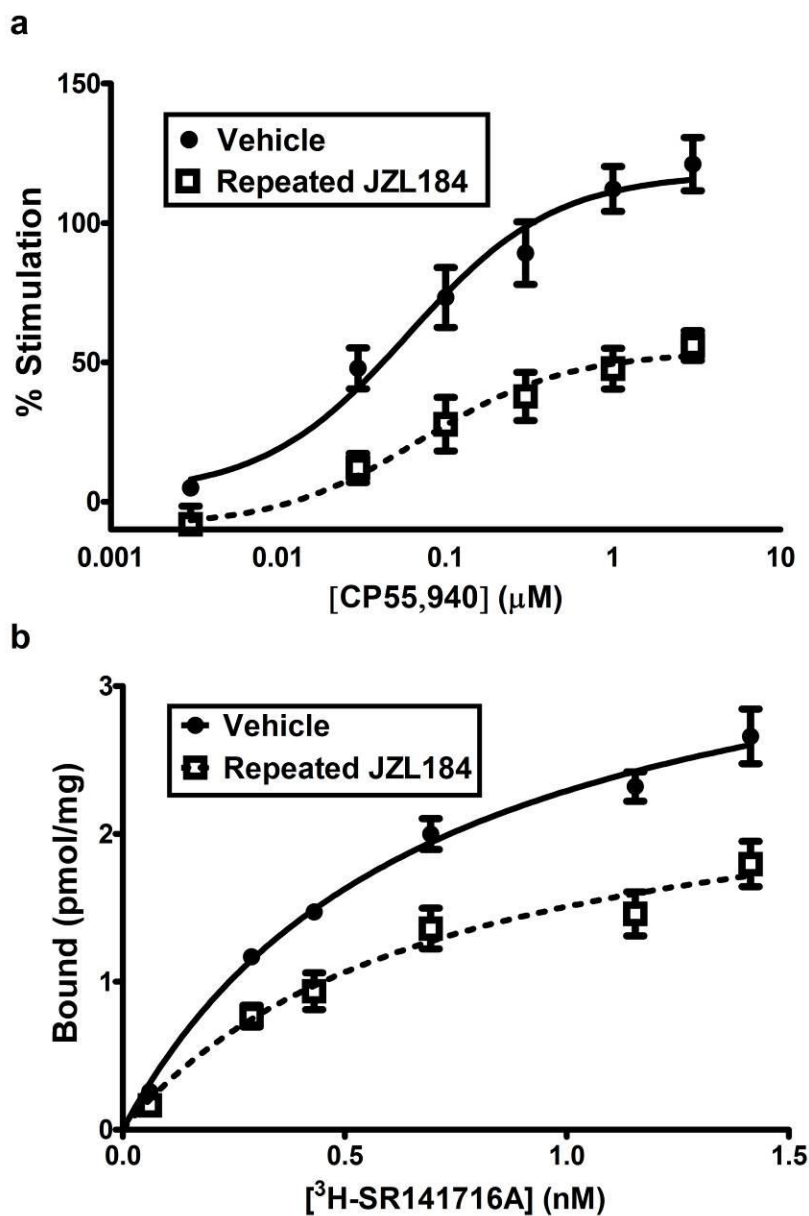 a
150
Vehicle
Repeated JZL184
100
% Stimulation
50
0
0.001 0.01 0.1 1 10
[CP55,940] (μM)
b
3
Vehicle
Repeated JZL184
2
Bound (pmol/mg)
1
0
0.0 0.5 1.0 1.5
[³H-SR141716A] (nM)